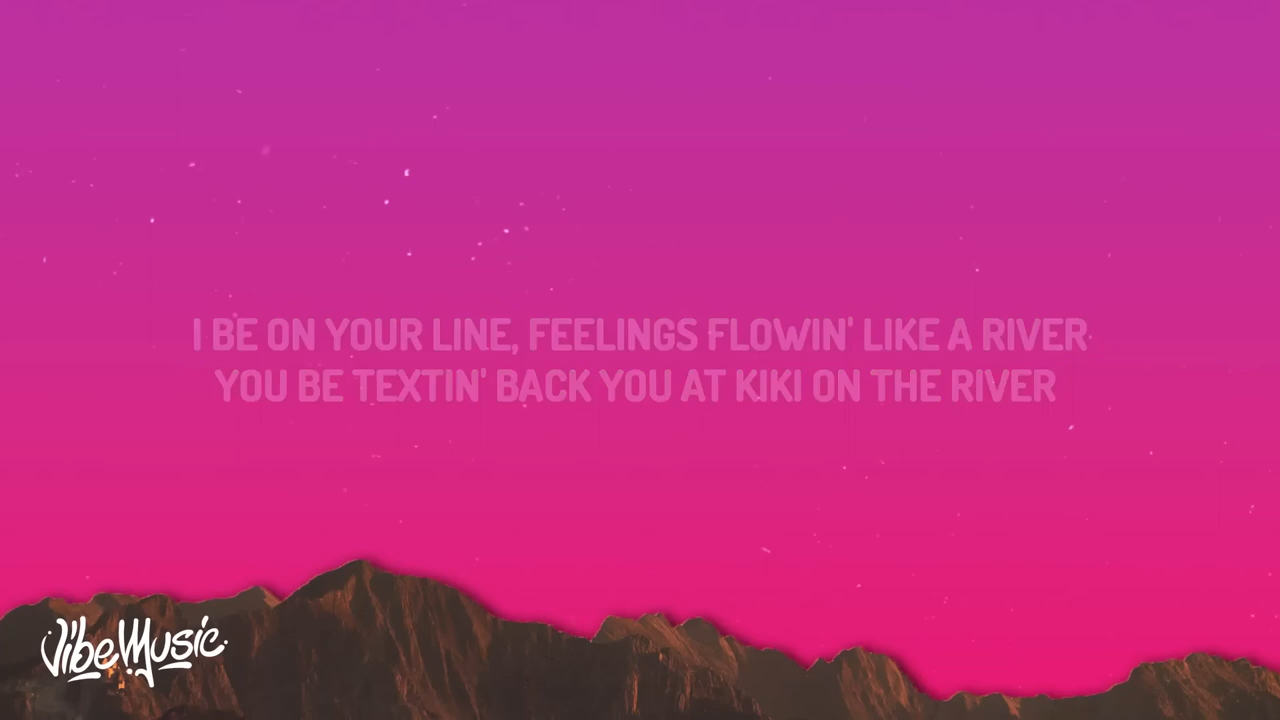 I BE ON YOUR LINE, FEELINGS FLOWIN' LIKE A RIVER
YOU BE TEXTIN' BACK YOU AT KIKI ON THE RIVER
VibeMusic